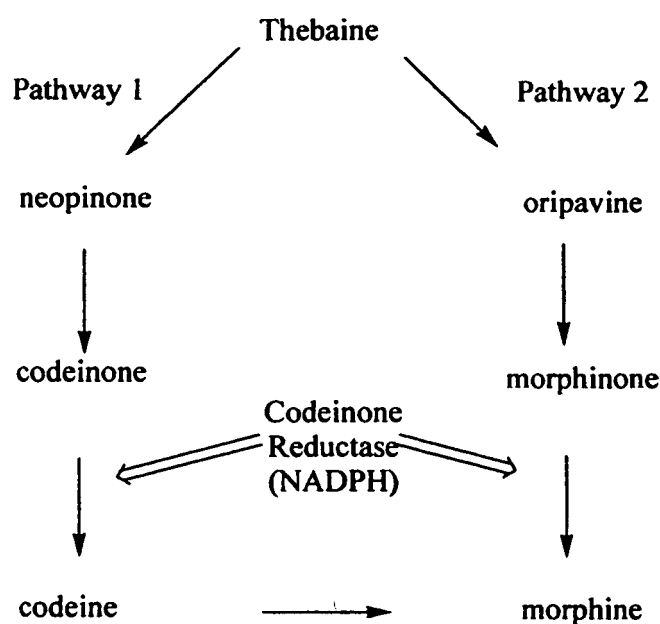 Thebaine
Pathway 1
Pathway 2
neopinone
oripavine
codeinone
morphinone
Codeinone
Reductase
(NADPH)
codeine
morphine